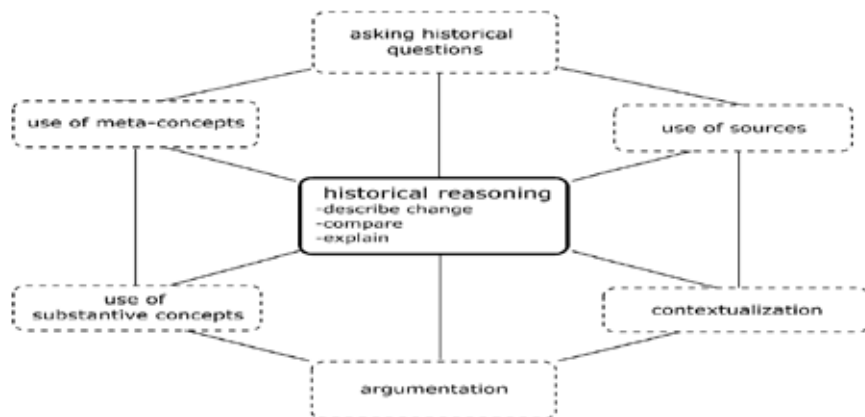 asking historical
questions
use of meta-concepts
use of sources
historical reasoning
-describe change
-compare
-explain
use of
substantive concepts
contextualization
argumentation